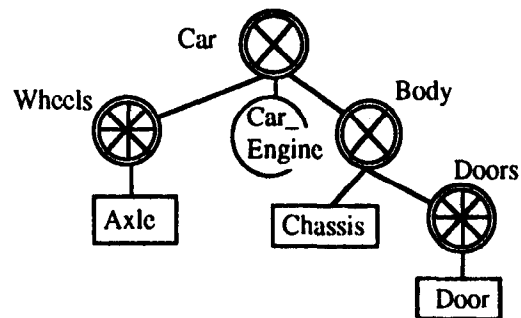 Car
Wheels
Car_
Engine
Body
Doors
Axle
Chassis
Door